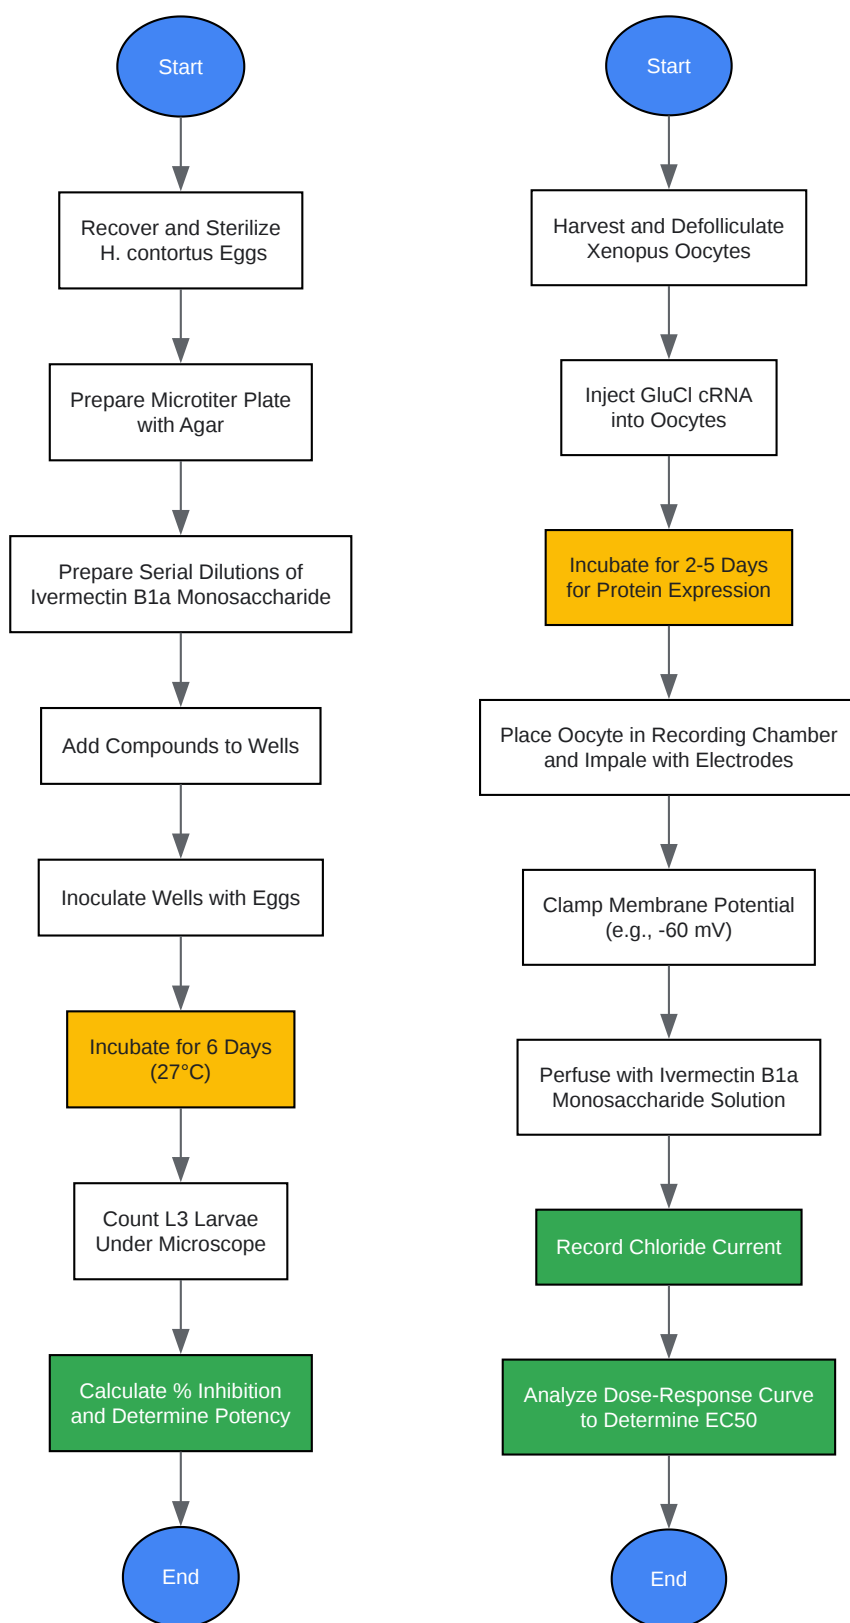 Start
Recover and Sterilize
H. contortus Eggs
Prepare Microtiter Plate
with Agar
Prepare Serial Dilutions of
Ivermectin B1a Monosaccharide
Add Compounds to Wells
Inoculate Wells with Eggs
Incubate for 6 Days
(27°C)
Count L3 Larvae
Under Microscope
Calculate % Inhibition
and Determine Potency
End
Start
Harvest and Defolliculate
Xenopus Oocytes
Inject GluCl cRNA
into Oocytes
Incubate for 2-5 Days
for Protein Expression
Place Oocyte in Recording Chamber
and Impale with Electrodes
Clamp Membrane Potential
(e.g., -60 mV)
Perfuse with Ivermectin B1a
Monosaccharide Solution
Record Chloride Current
Analyze Dose-Response Curve
to Determine EC50
End